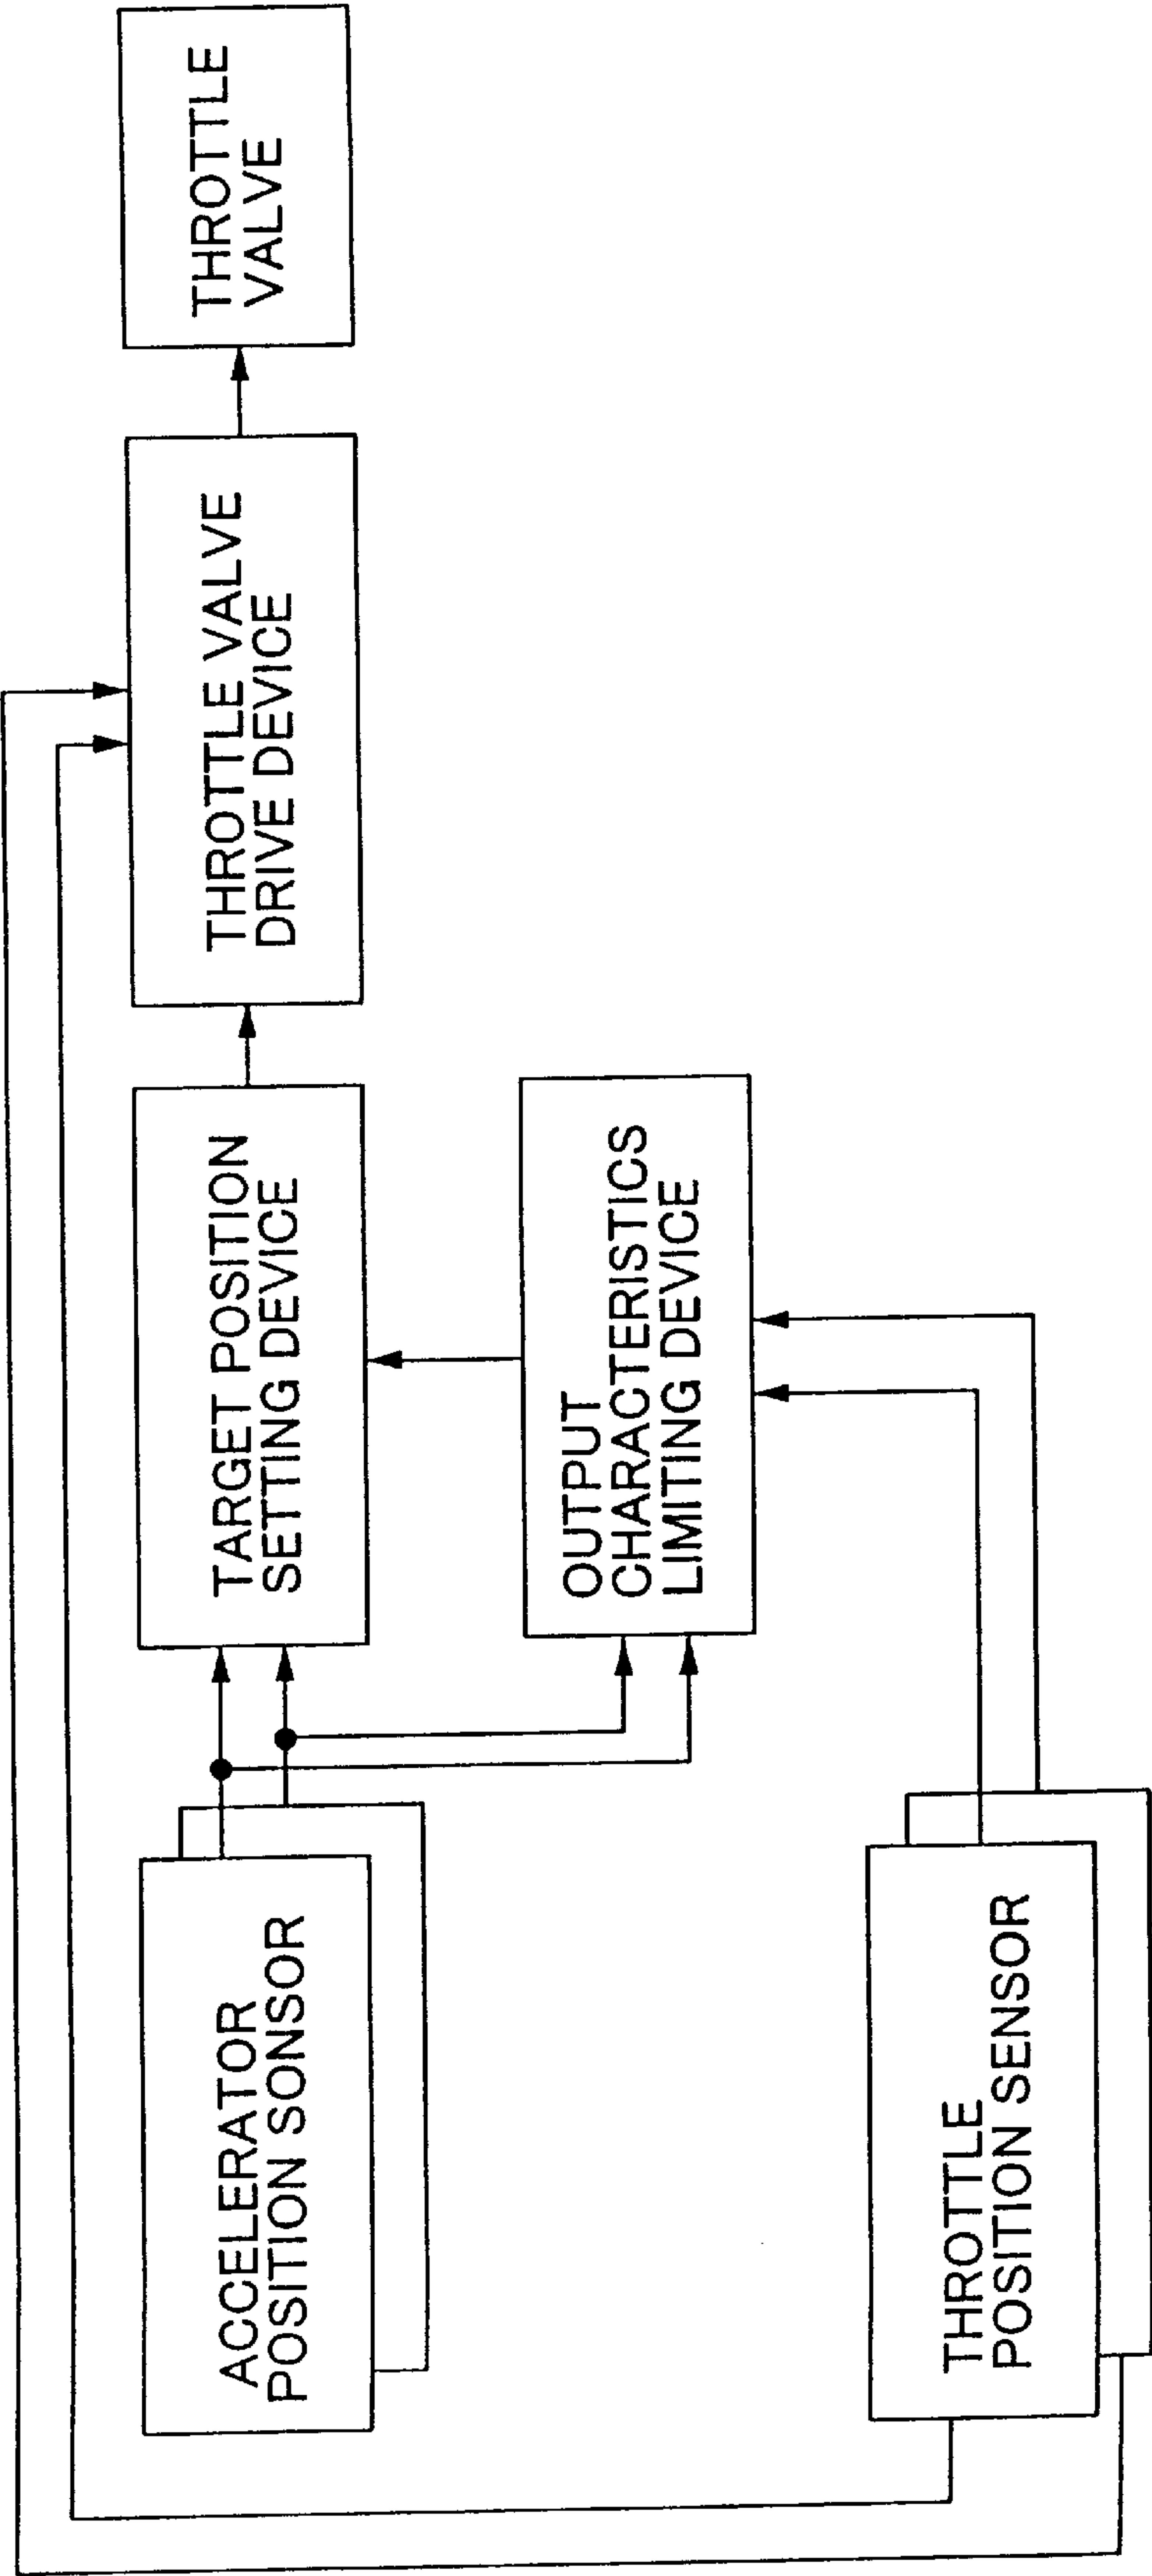 ACCELERATOR
POSITION SONSOR
TARGET POSITION
SETTING DEVICE
THROTTLE VALVE
DRIVE DEVICE
THROTTLE
VALVE
OUTPUT
CHARACTERISTICS
LIMITING DEVICE
THROTTLE
POSITION SENSOR